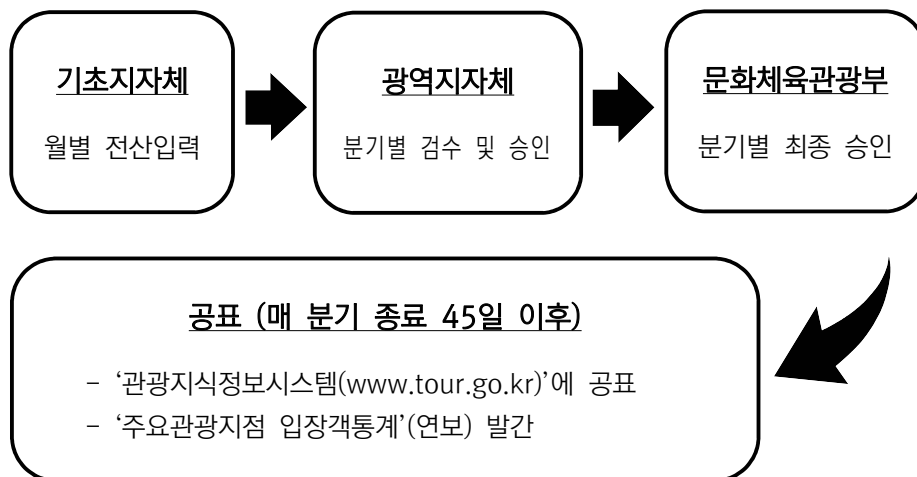 기초지자체
월별 전산입력
광역지자체
분기별 검수 및 승인
문화체육관광부
분기별 최종 승인
공표 (매 분기 종료 45일 이후)
- ‘관광지식정보시스템(www.tour.go.kr)’에 공표
- ‘주요관광지점 입장객통계’(연보) 발간